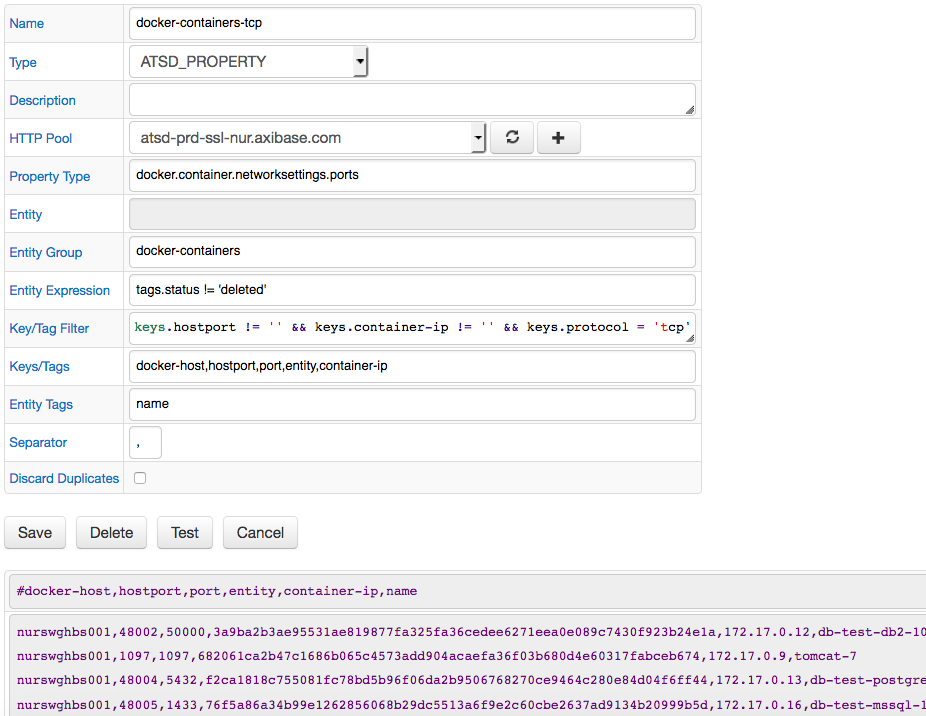 Name docker-containers-tcp
Type ATSD_PROPERTY
Description
HTTP Pool atsd-prd-ssl-nur.axibase.com
Property Type docker.container.networksettings.ports
Entity
Entity Group docker-containers
Entity Expression tags.status != 'deleted'
Key/Tag Filter keys.hostport != '' && keys.container-ip != '' && keys.protocol = 'tcp'
Keys/Tags docker-host,hostport,port,entity,container-ip
Entity Tags name
Separator ,
Discard Duplicates
Save Delete Test Cancel
#docker-host,hostport,port,entity,container-ip,name
nurswghbs001,48002,50000,3a9ba2b3ae95531ae819877fa325fa36cedee6271eea0e089c7430f923b24e1a,172.17.0.12,db-test-db2-10
nurswghbs001,1097,1097,682061ca2b47c1686b065c4573add904acaefa36f03b680d4e60317fabceb674,172.17.0.9,tomcat-7
nurswghbs001,48004,5432,f2ca1818c755081fc78bd5b96f06da2b9506768270ce9464c280e84d04f6ff44,172.17.0.13,db-test-postgre
nurswghbs001,48005,1433,76f5a86a34b99e1262856068b29dc5513a6f9e2c60cbe2637ad9134b20999b5d,172.17.0.16,db-test-mssql-1